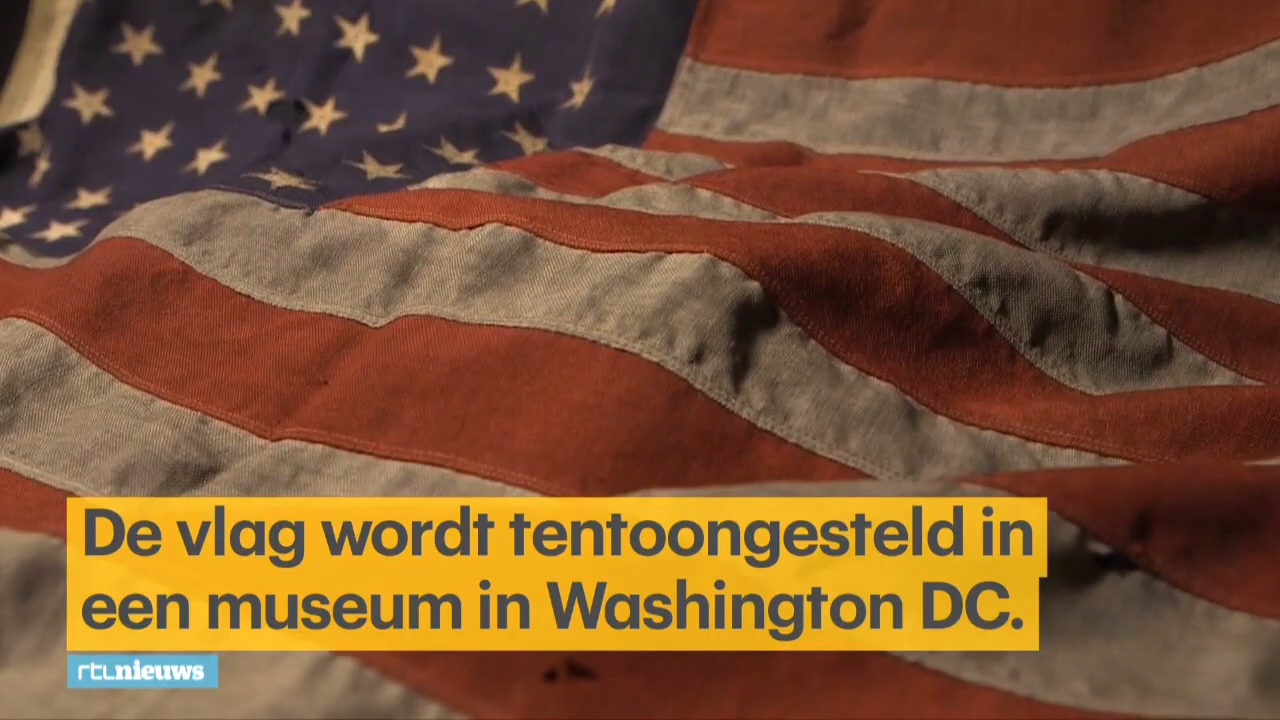 De vlag wordt tentoongesteld in
een museum in Washington DC.
rtlnieuws